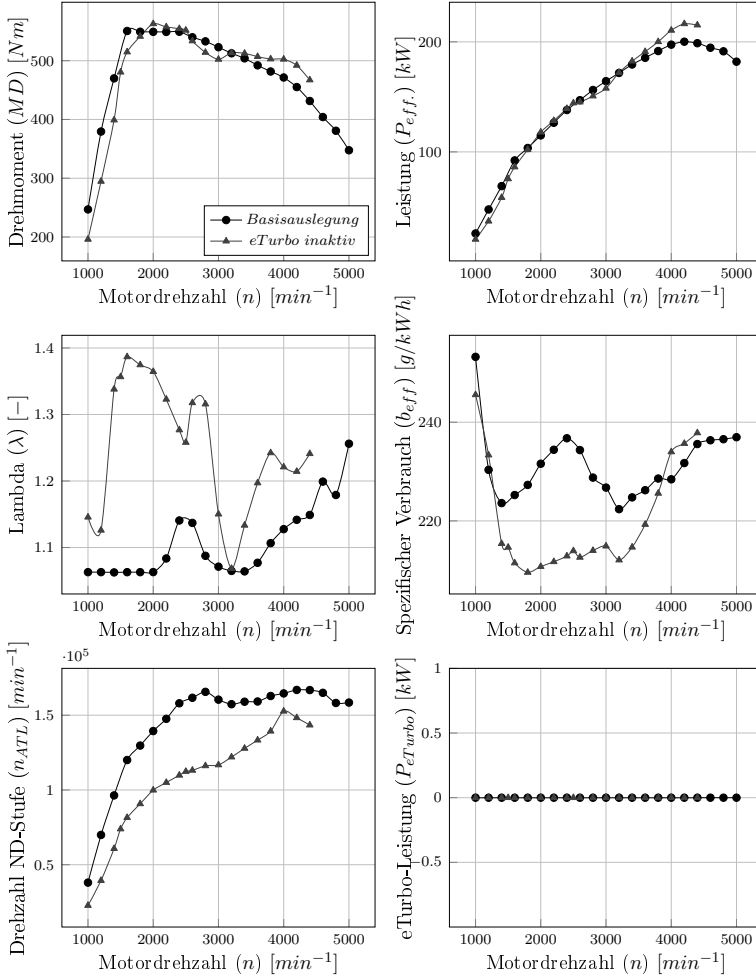 Drehmoment (MD) [Nm]
500
400
300
200
Basisauslegung
eTurbo inaktiv
1000 2000 3000 4000 5000
Motordrehzahl (n) [min⁻¹]
Leistung (P_eff.) [kW]
200
100
1000 2000 3000 4000 5000
Motordrehzahl (n) [min⁻¹]
Lambda (λ) [−]
1.4
1.3
1.2
1.1
1000 2000 3000 4000 5000
Motordrehzahl (n) [min⁻¹]
Spezifischer Verbrauch (b_eff) [g/kWh]
240
220
1000 2000 3000 4000 5000
Motordrehzahl (n) [min⁻¹]
Drehzahl ND-Stufe (n_ATL) [min⁻¹]
·10⁵
1.5
1
0.5
1000 2000 3000 4000 5000
Motordrehzahl (n) [min⁻¹]
eTurbo-Leistung (P_eTurbo) [kW]
1
0.5
0
−0.5
−1
1000 2000 3000 4000 5000
Motordrehzahl (n) [min⁻¹]